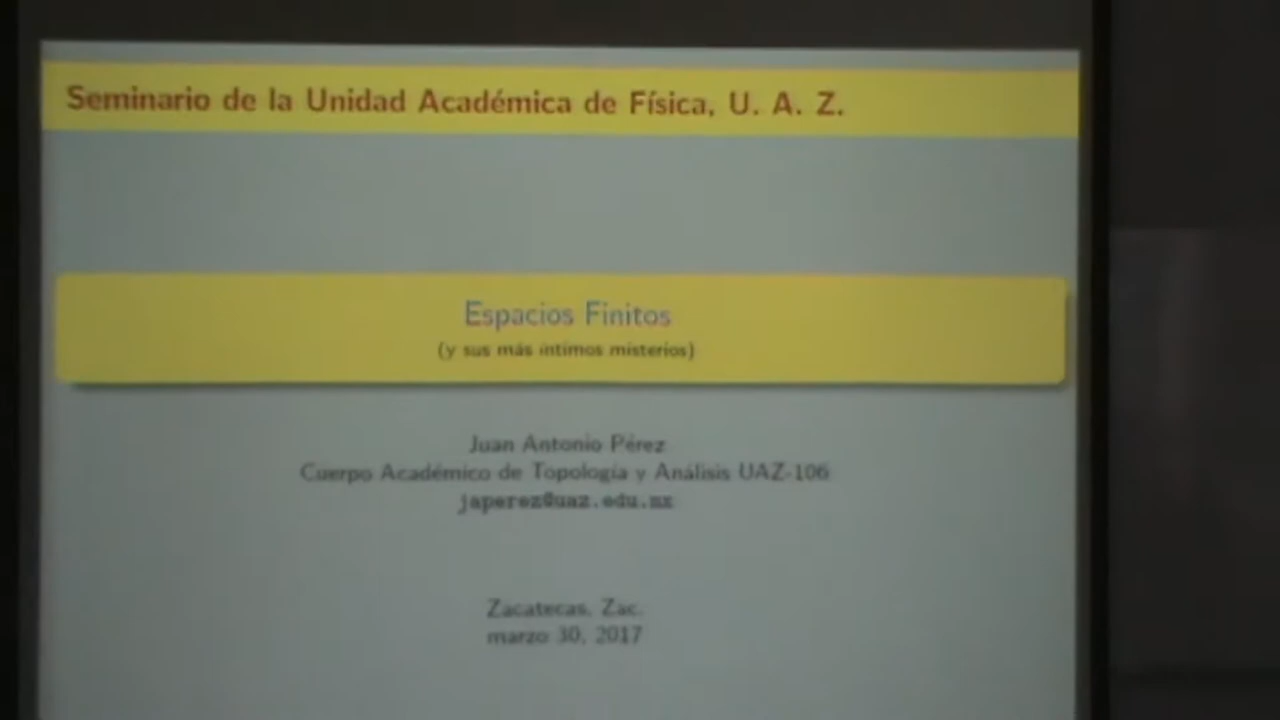 Seminario de la Unidad Académica de Física, U. A. Z.
Espacios Finitos
(y sus más íntimos misterios)
Juan Antonio Pérez
Cuerpo Académico de Topología y Análisis UAZ-106
japerez@uaz.edu.mx
Zacatecas, Zac.
marzo 30, 2017